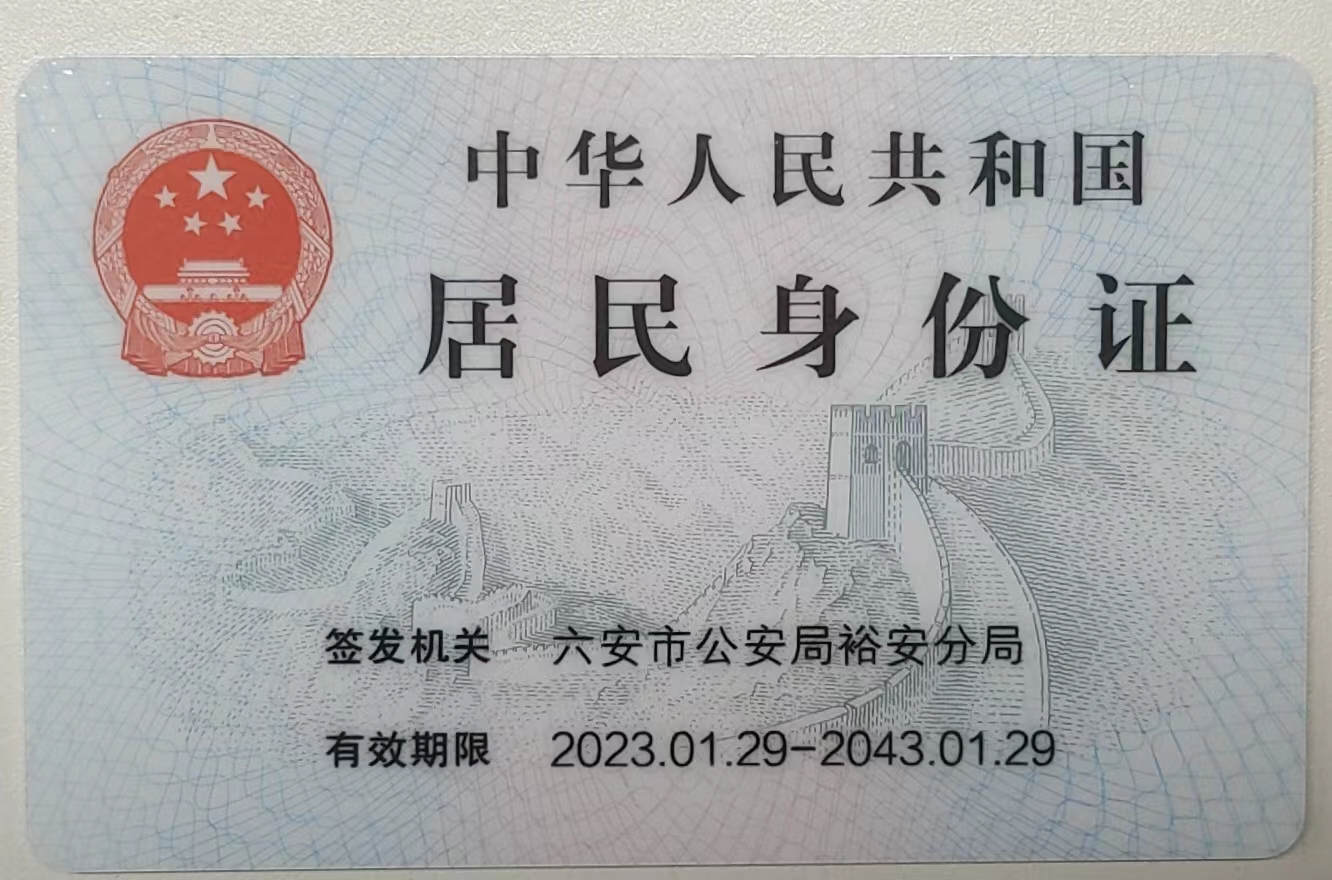 中华人民共和国
居民身份证
签发机关 六安市公安局裕安分局
有效期限 2023.01.29-2043.01.29